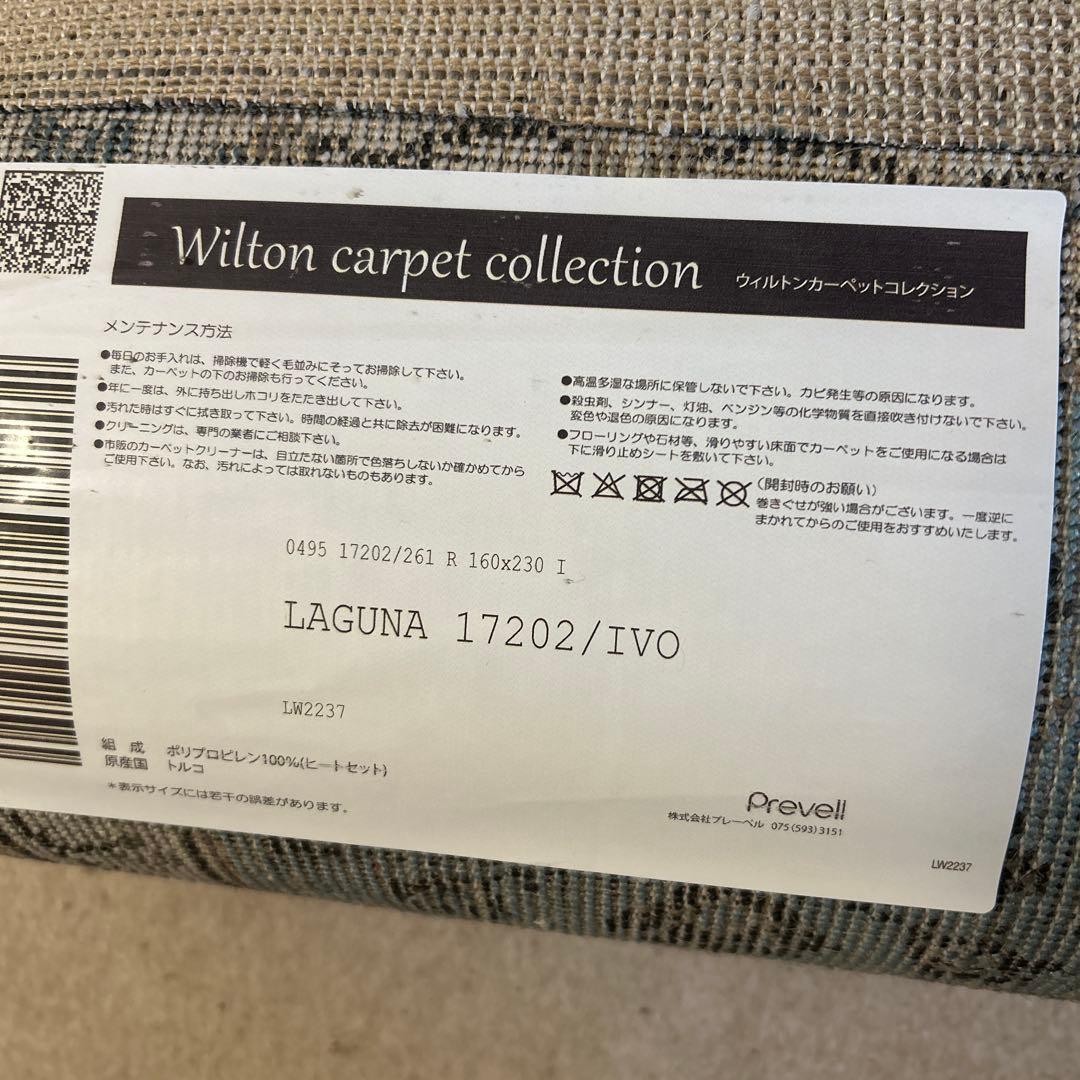 Wilton carpet collection ウィルトンカーペットコレクション
メンテナンス方法
●毎日のお手入れは、掃除機で軽く毛並みにそってお掃除して下さい。
また、カーペットの下のお掃除も行ってください。
●年に一度は、外に持ち出しホコリをたたき出して下さい。
●汚れた時はすぐに拭き取って下さい。時間の経過と共に除去が困難になります。
●クリーニングは、専門の業者にご相談下さい。
●市販のカーペットクリーナーは、目立たない箇所で色落ちしないか確かめてから
ご使用下さい。なお、汚れによっては取れないものもあります。
●高温多湿な場所に保管しないで下さい。カビ発生等の原因になります。
●殺虫剤、シンナー、灯油、ベンジン等の化学物質を直接吹き付けないで下さい。
変色や退色の原因になります。
●フローリングや石材等、滑りやすい床面でカーペットをご使用になる場合は
下に滑り止めシートを敷いて下さい。
(開封時のお願い)
巻きぐせが強い場合がございます。一度逆に
まかれてからのご使用をおすすめいたします。
0495 17202/261 R 160x230 I
LAGUNA 17202/IVO
LW2237
組 成 ポリプロピレン100%(ヒートセット)
原産国 トルコ
*表示サイズには若干の誤差があります。
Prevell
株式会社プレーベル 075(593)3151
LW2237